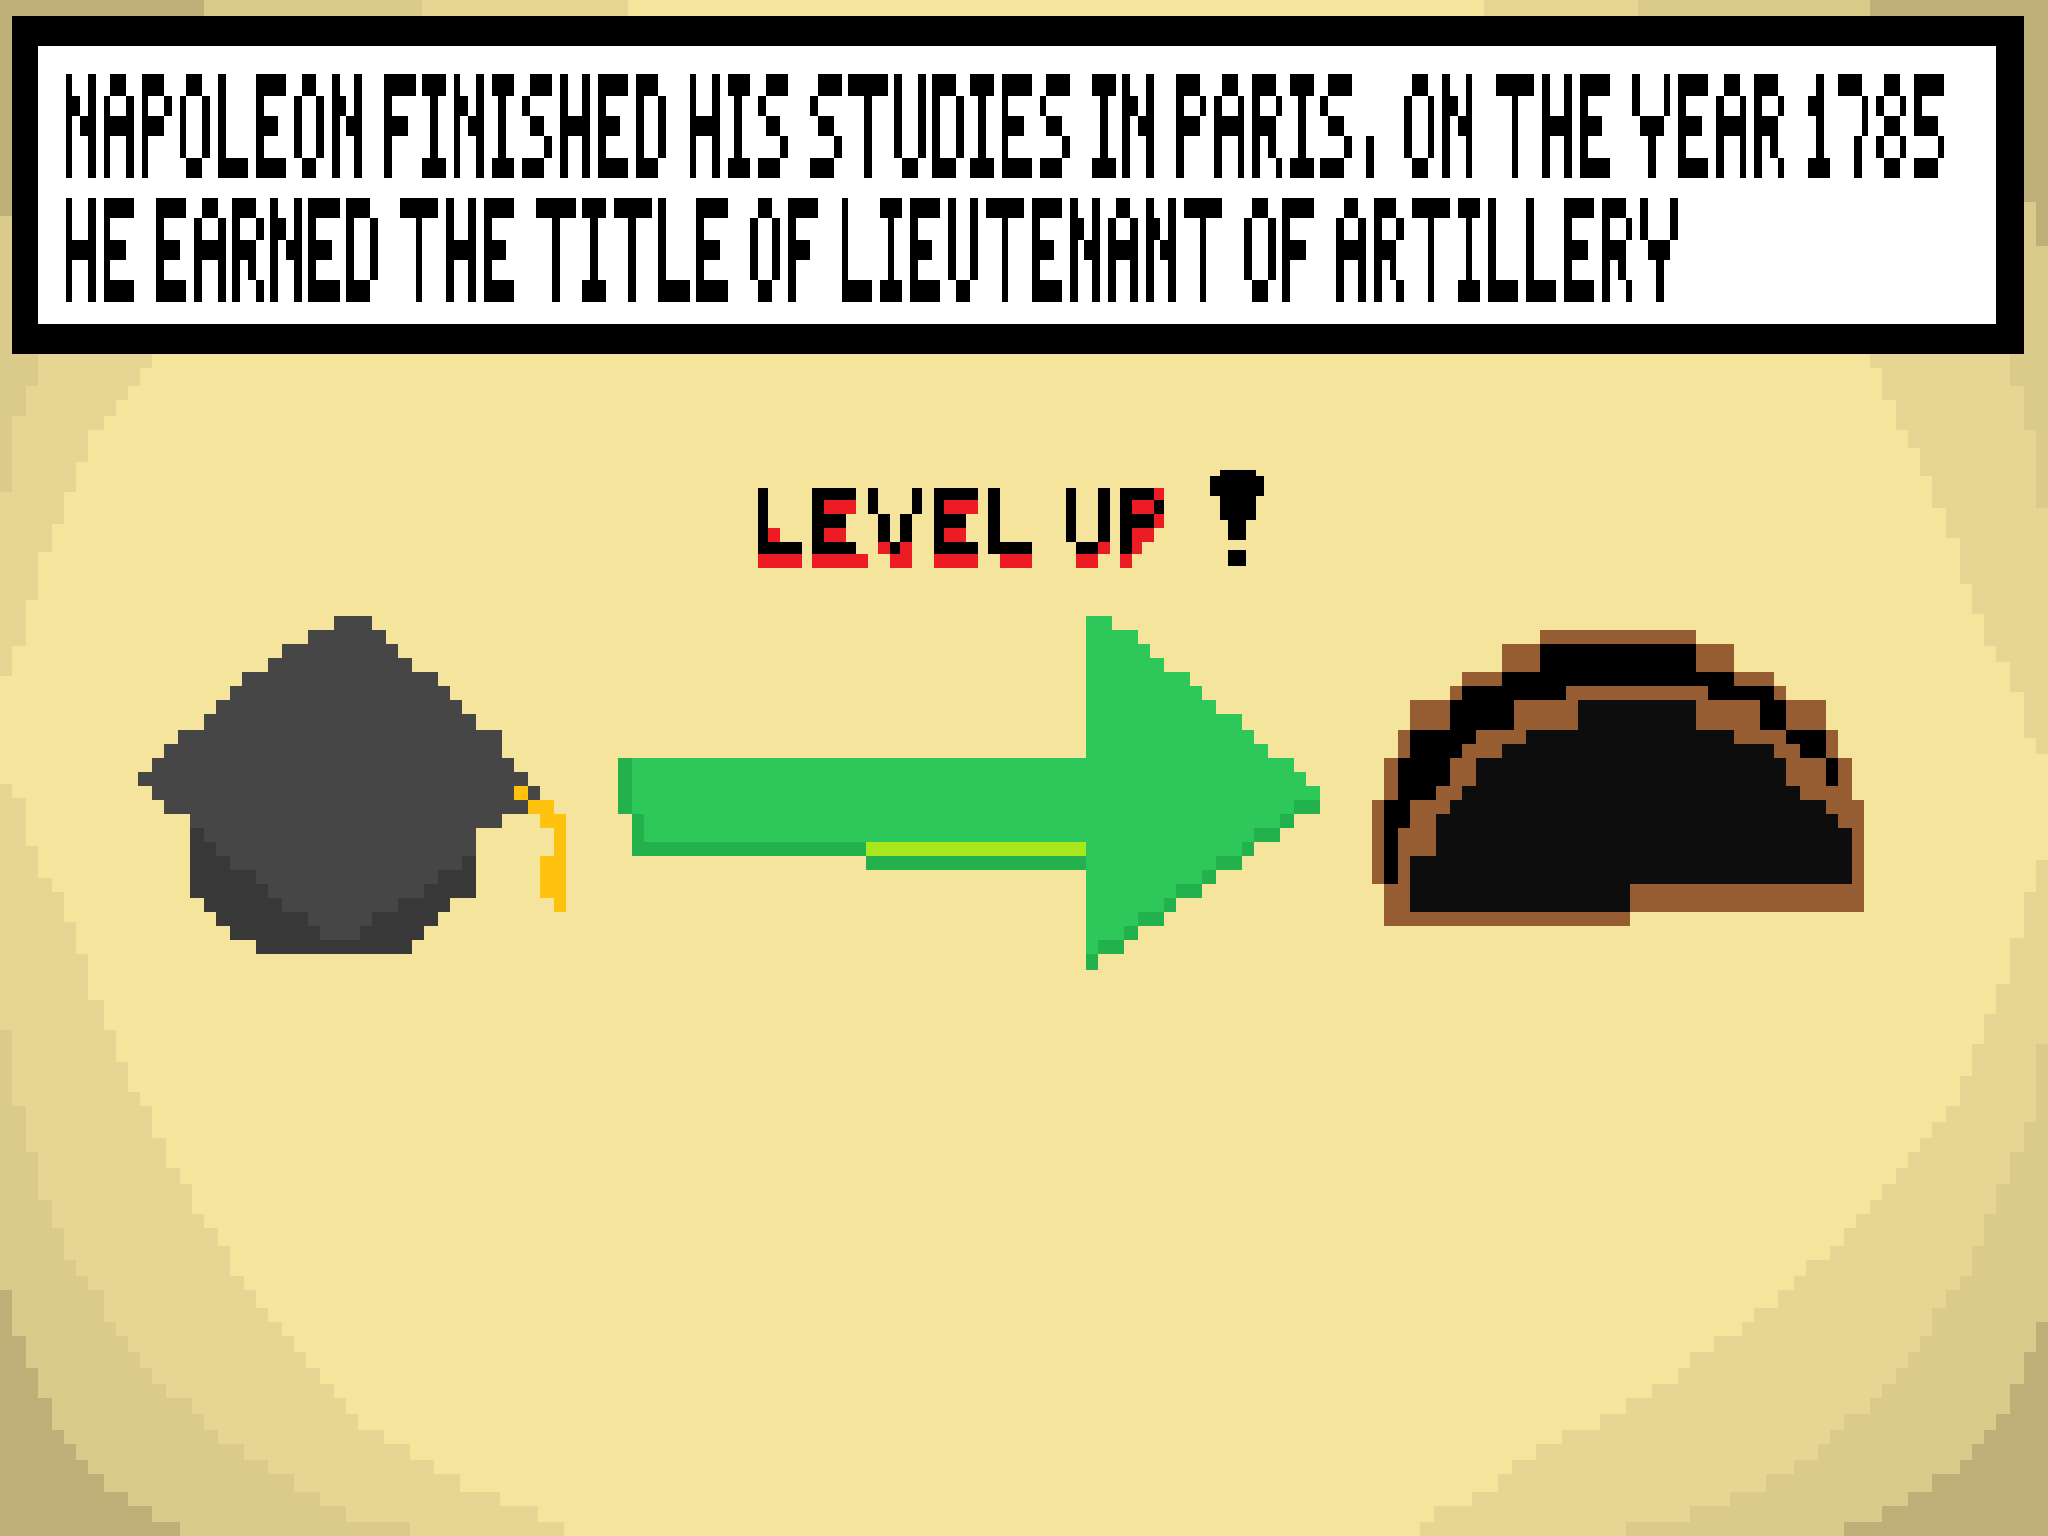 NAPOLEON FINISHED HIS STUDIES IN PARIS, ON THE YEAR 1785
HE EARNED THE TITLE OF LIEUTENANT OF ARTILLERY
LEVEL UP !